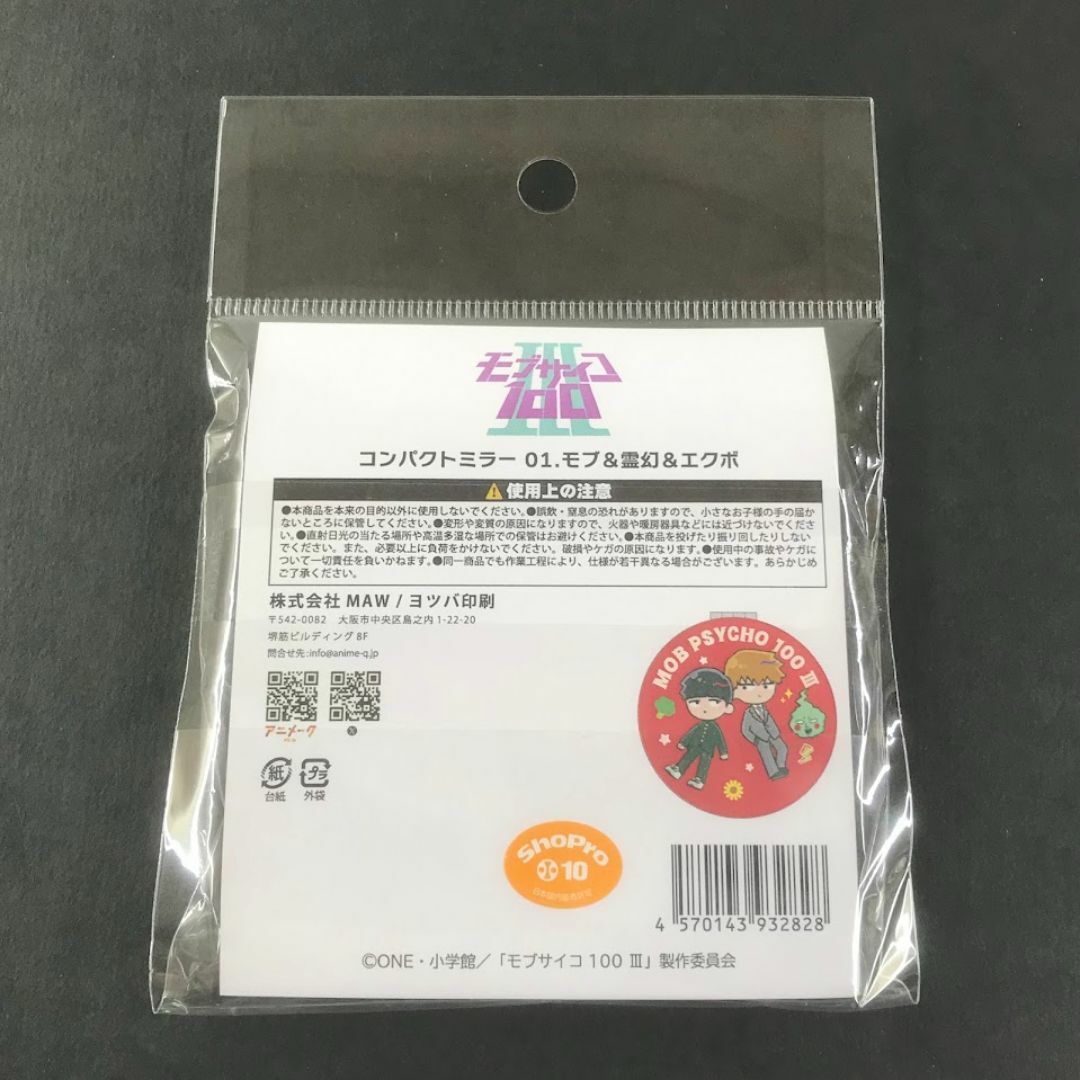 モブサイコ
100
III
コンパクトミラー 01.モブ＆霊幻＆エクボ
使用上の注意
●本商品を本来の目的以外に使用しないでください。●誤飲・窒息の恐れがありますので、小さなお子様の手の届か
ないところに保管してください。●変形や変質の原因になりますので、火器や暖房器具などには近づけないでくださ
い。●直射日光の当たる場所や高温多湿な場所での保管はお避けください。●本商品を投げたり振り回したりしない
でください。また、必要以上に負荷をかけないでください。破損やケガの原因になります。●使用中の事故やケガに
ついて一切責任を負いかねます。●同一商品でも作業工程により、仕様が若干異なる場合がございます。あらかじめ
ご了承ください。
株式会社 MAW / ヨツバ印刷
〒542-0082 大阪市中央区島之内 1-22-20
堺筋ビルディング 8F
問合せ先:info@anime-q.jp
MOB PSYCHO 100 III
アニメーク
X
紙
プラ
台紙
外袋
ShoPro
10
4 570143 932828
©ONE・小学館／「モブサイコ 100 III」製作委員会